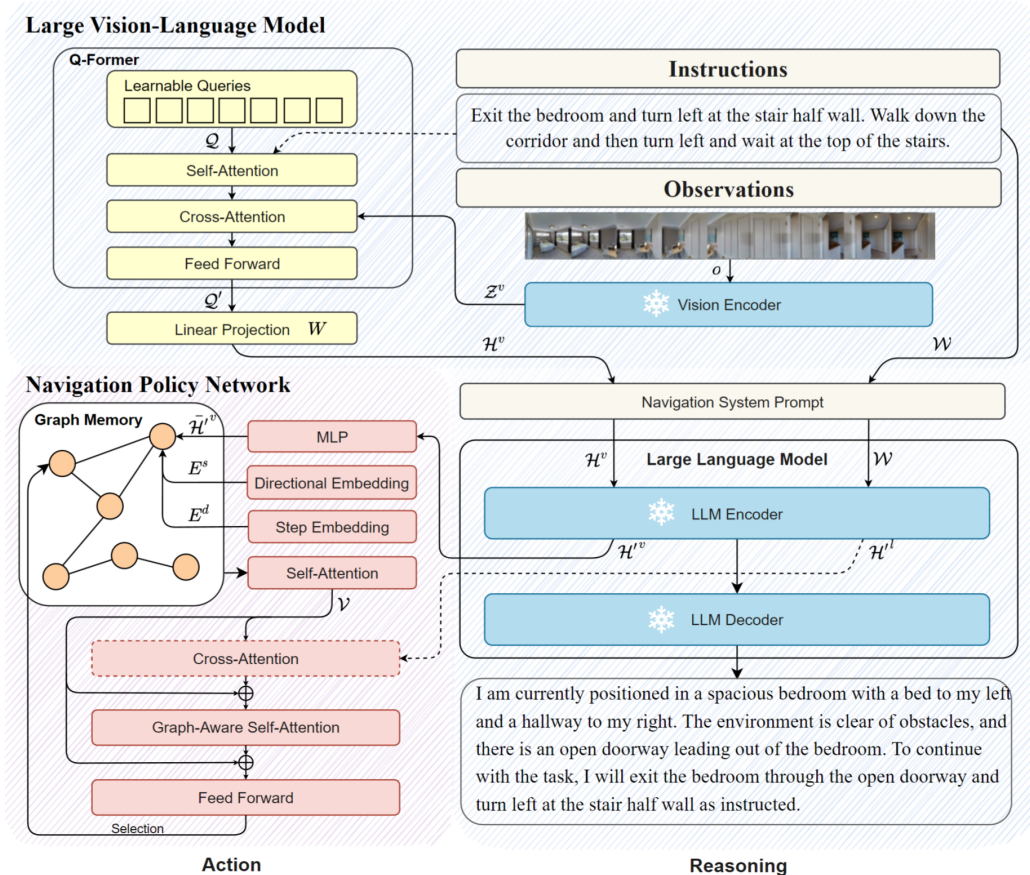 Large Vision-Language Model
Q-Former
Learnable Queries
𝒬
Self-Attention
Cross-Attention
Feed Forward
𝒬′
Linear Projection W
Instructions
Exit the bedroom and turn left at the stair half wall. Walk down the
corridor and then turn left and wait at the top of the stairs.
Observations
o
𝒵ᵛ
Vision Encoder
ℋᵛ
𝒲
Navigation Policy Network
Graph Memory
ℋ̄′ᵛ
MLP
Eˢ
Directional Embedding
Eᵈ
Step Embedding
Self-Attention
𝒱
Cross-Attention
Graph-Aware Self-Attention
Feed Forward
Selection
Action
Navigation System Prompt
ℋᵛ
Large Language Model
𝒲
LLM Encoder
ℋ′ᵛ
ℋ′ˡ
LLM Decoder
I am currently positioned in a spacious bedroom with a bed to my left
and a hallway to my right. The environment is clear of obstacles, and
there is an open doorway leading out of the bedroom. To continue
with the task, I will exit the bedroom through the open doorway and
turn left at the stair half wall as instructed.
Reasoning